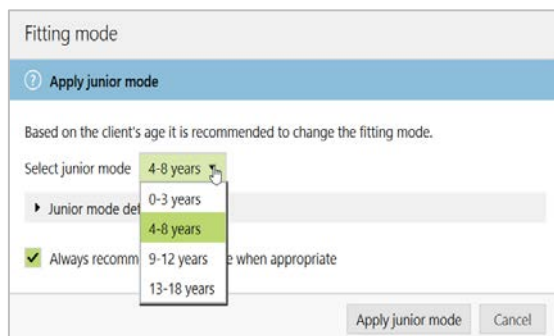 Fitting mode
? Apply junior mode
Based on the client's age it is recommended to change the fitting mode.
Select junior mode 4-8 years
0-3 years
Junior mode
4-8 years
Always e when appropriate
9-12 years
13-18 years
Apply junior mode Cancel